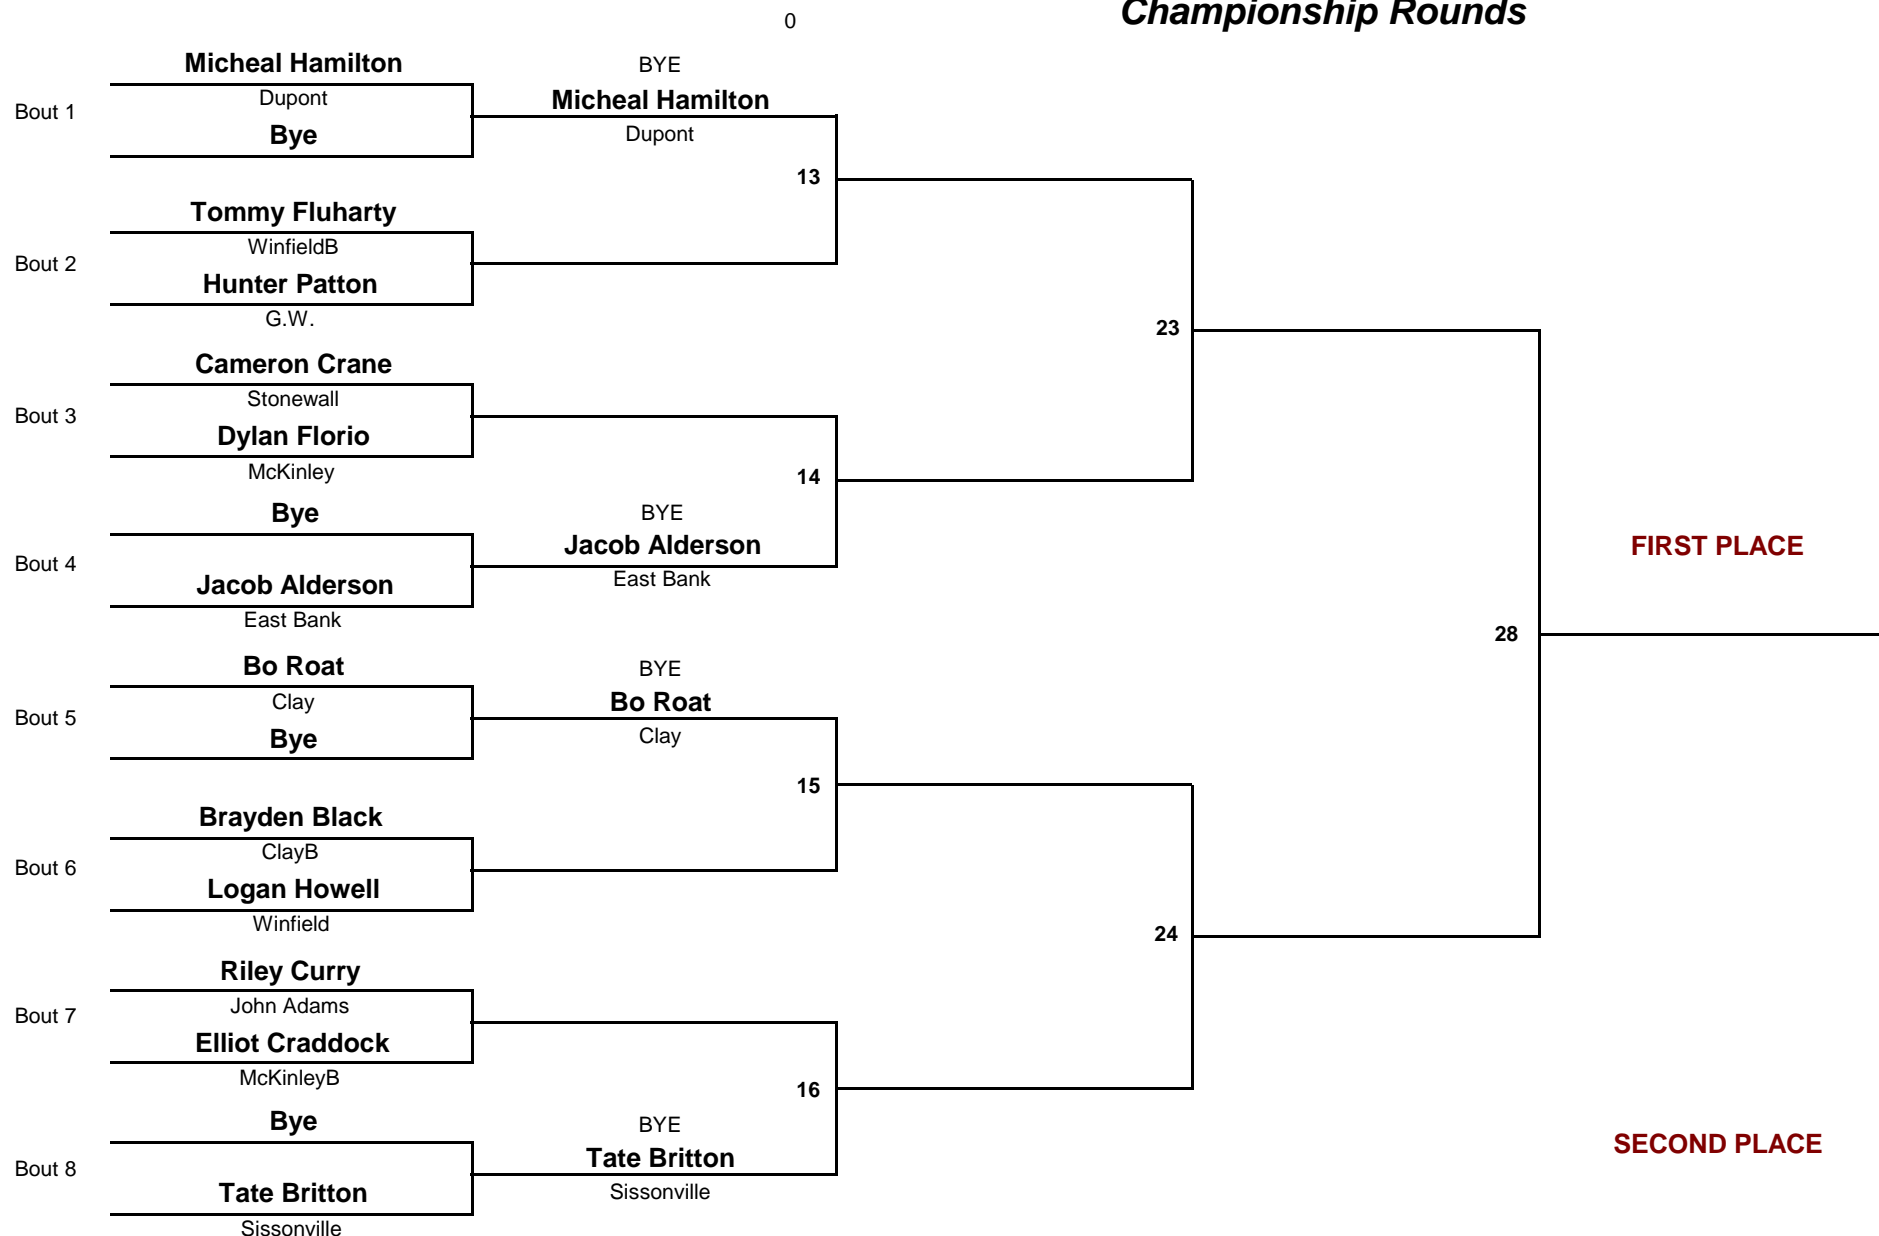 Championship Rounds
0
Micheal Hamilton
BYE
Bout 1
Dupont
Micheal Hamilton
Bye
Dupont
13
Tommy Fluharty
Bout 2
WinfieldB
Hunter Patton
G.W.
23
Cameron Crane
Bout 3
Stonewall
Dylan Florio
McKinley
14
Bye
BYE
Jacob Alderson
FIRST PLACE
Bout 4
Jacob Alderson
East Bank
East Bank
28
Bo Roat
BYE
Bout 5
Clay
Bo Roat
Bye
Clay
15
Brayden Black
Bout 6
ClayB
Logan Howell
Winfield
24
Riley Curry
Bout 7
John Adams
Elliot Craddock
McKinleyB
16
Bye
BYE
SECOND PLACE
Bout 8
Tate Britton
Tate Britton
Sissonville
Sissonville